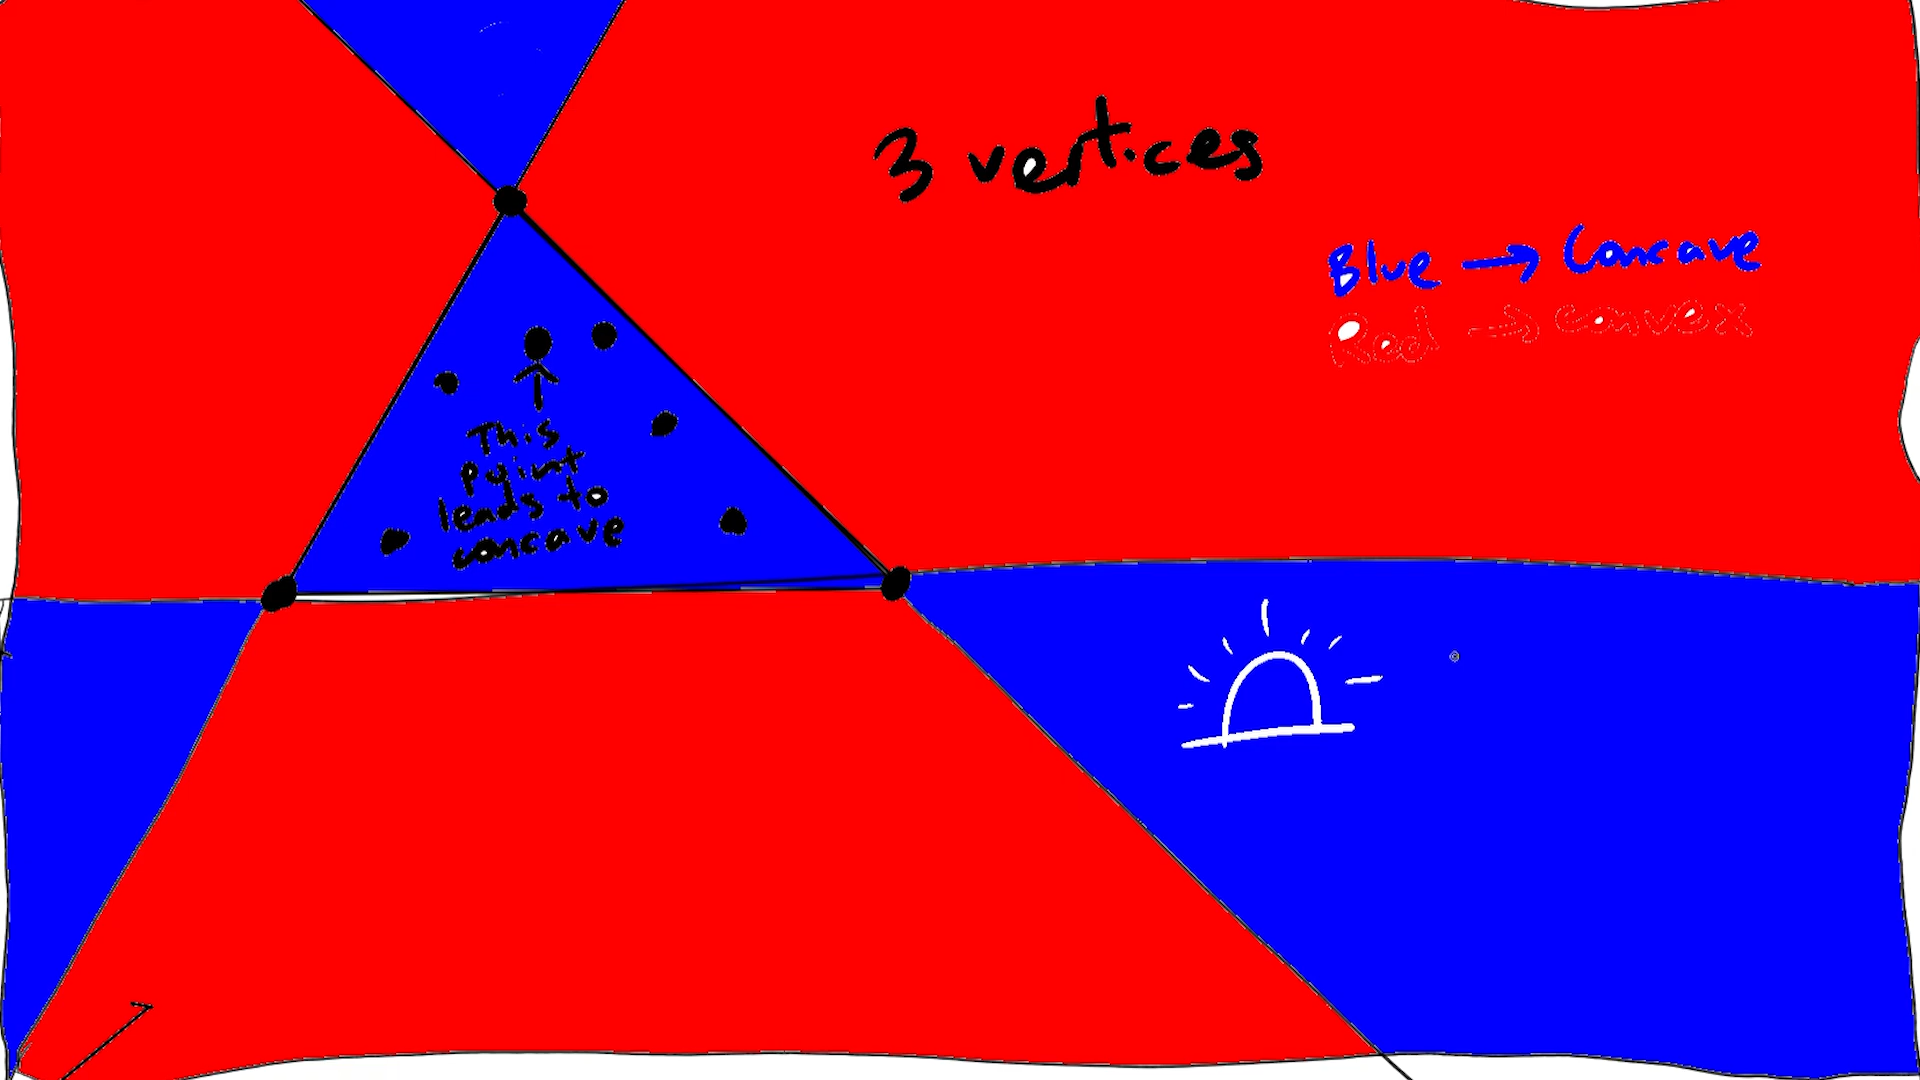 3 vertices
Blue → Concave
Red → convex
This
point
leads to
concave